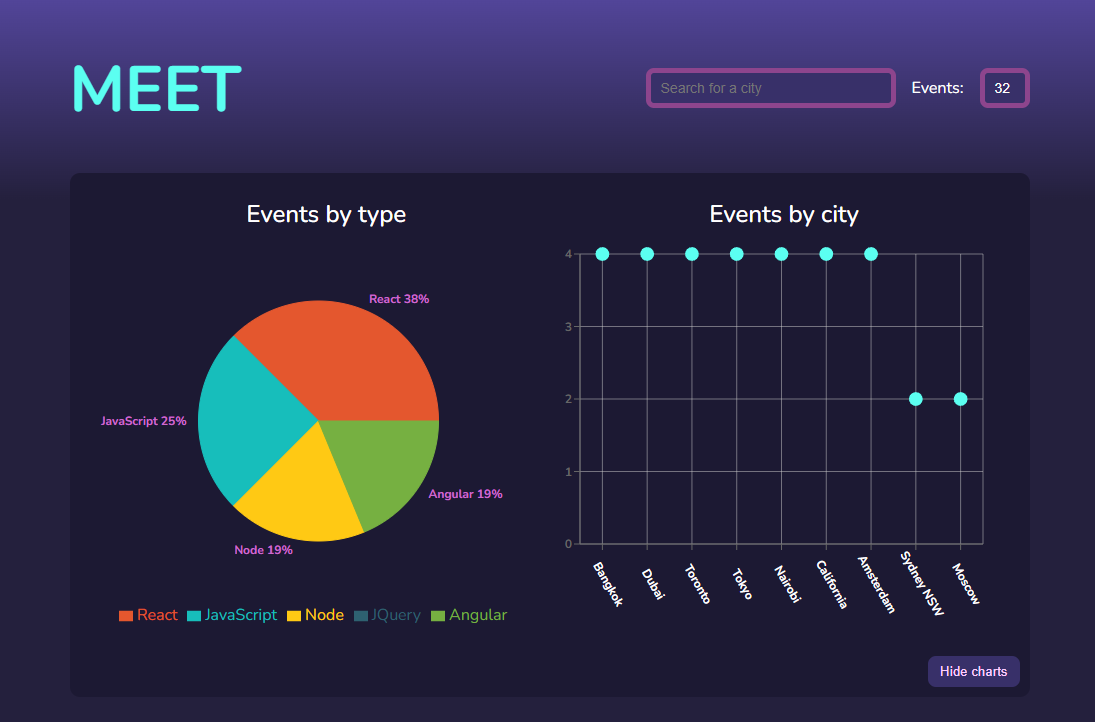 MEET
Search for a city
Events:
32
Events by type
React 38%
JavaScript 25%
Angular 19%
Node 19%
React
JavaScript
Node
JQuery
Angular
Events by city
4
3
2
1
0
Bangkok
Dubai
Toronto
Tokyo
Nairobi
California
Amsterdam
Sydney NSW
Moscow
Hide charts